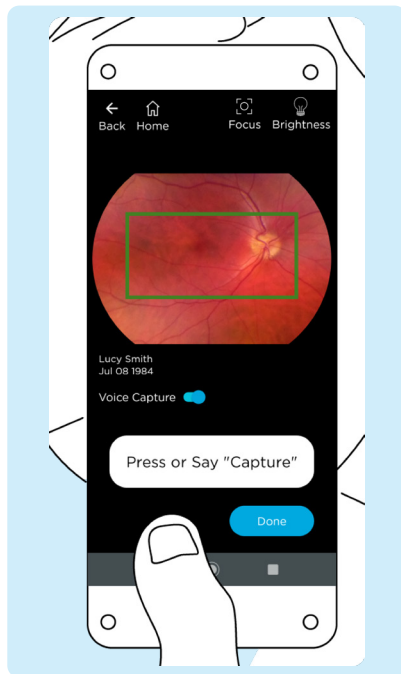 Back Home Focus Brightness
Lucy Smith
Jul 08 1984
Voice Capture
Press or Say "Capture"
Done